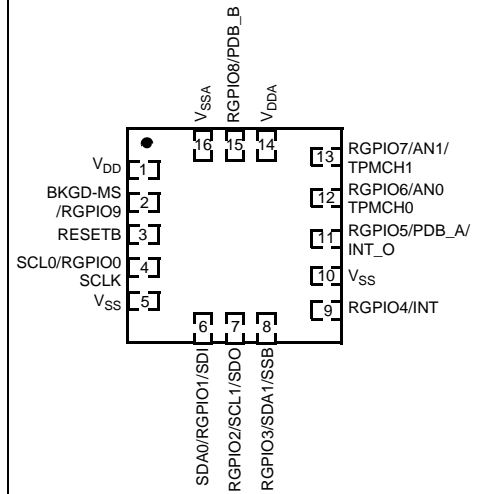 VSSA
RGPIO8/PDB_B
VDDA
16
15
14
VDD
1
BKGD-MS
/RGPIO9
2
RESETB
3
SCL0/RGPIO0
SCLK
4
VSS
5
13
RGPIO7/AN1/
TPMCH1
12
RGPIO6/AN0
TPMCH0
11
RGPIO5/PDB_A/
INT_O
10
VSS
9
RGPIO4/INT
6
7
8
SDA0/RGPIO1/SDI
RGPIO2/SCL1/SDO
RGPIO3/SDA1/SSB